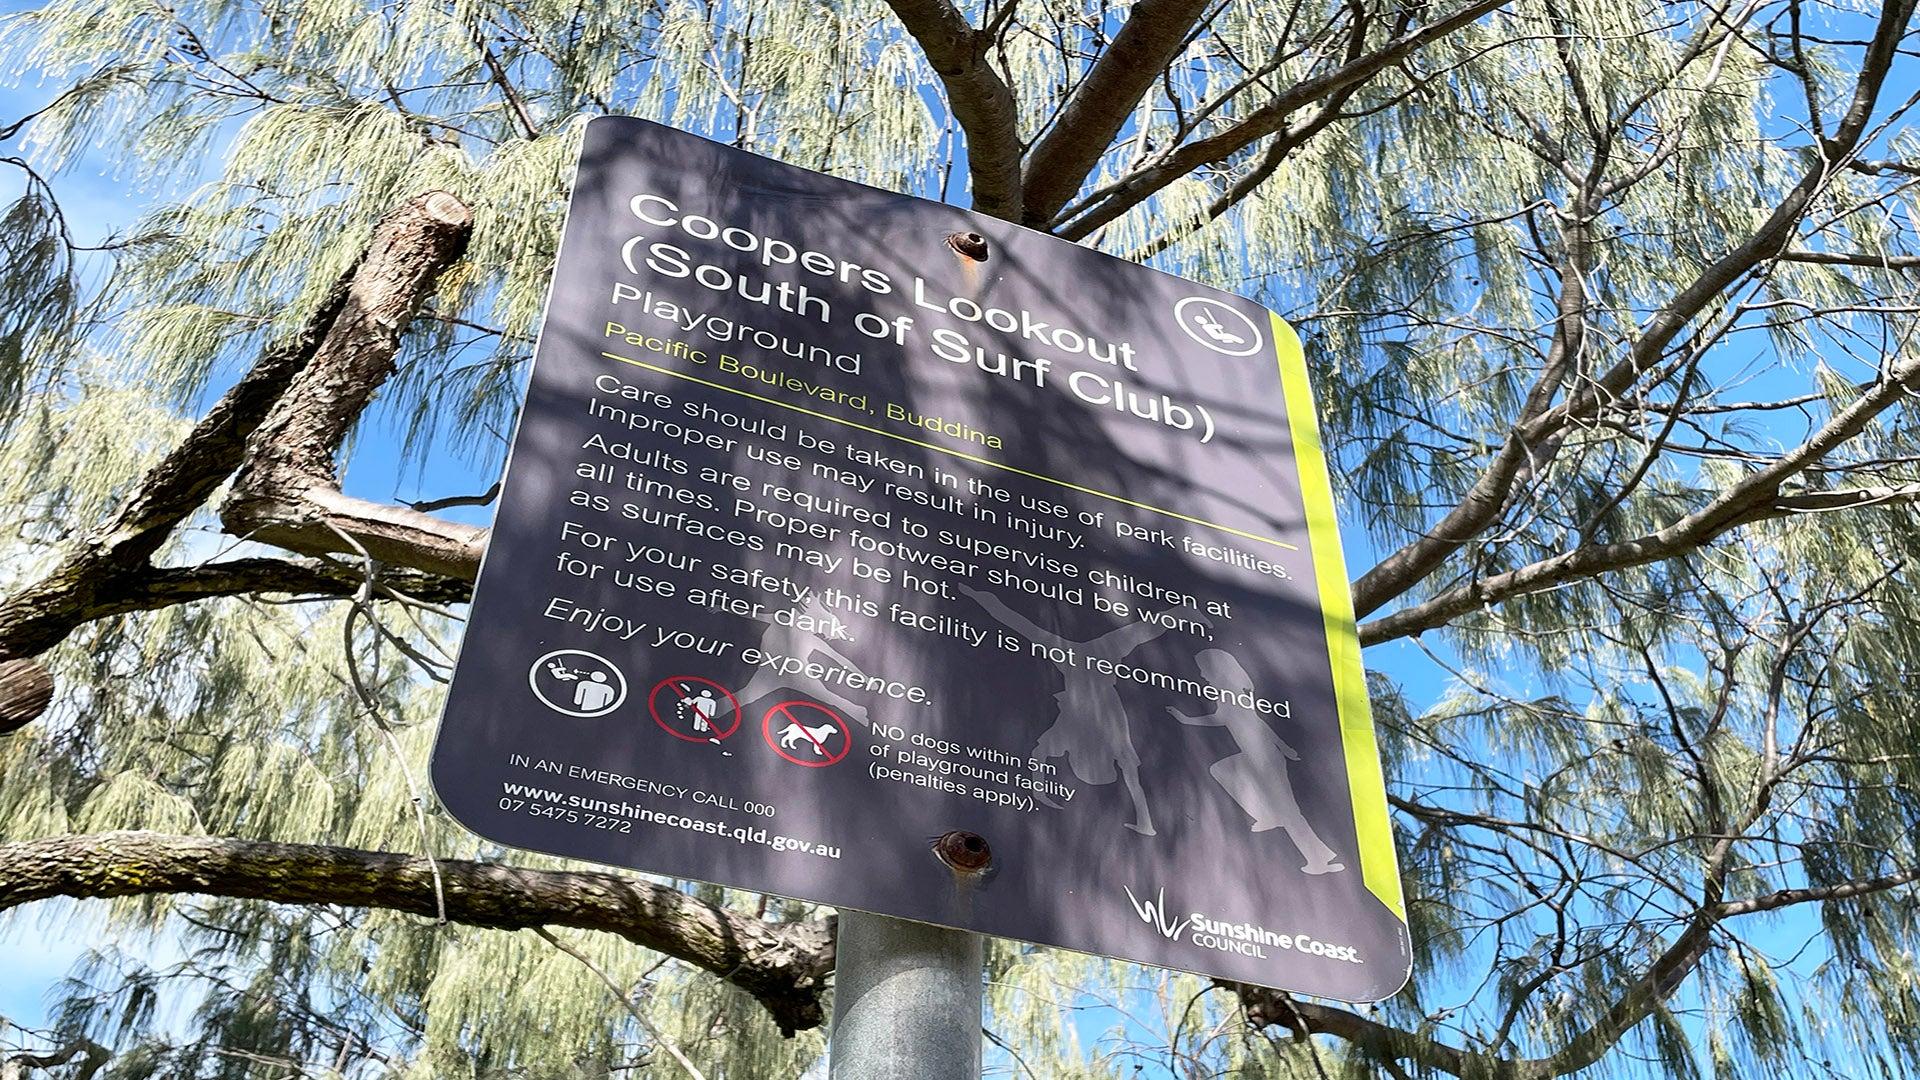 Coopers Lookout
(South of Surf Club)
Playground
Pacific Boulevard, Buddina
Care should be taken in the use of park facilities.
Improper use may result in injury.
Adults are required to supervise children at
all times. Proper footwear should be worn,
as surfaces may be hot.
For your safety, this facility is not recommended
for use after dark.
Enjoy your experience.
NO dogs within 5m
of playground facility
(penalties apply).
IN AN EMERGENCY CALL 000
www.sunshinecoast.qld.gov.au
07 5475 7272
Sunshine Coast
COUNCIL